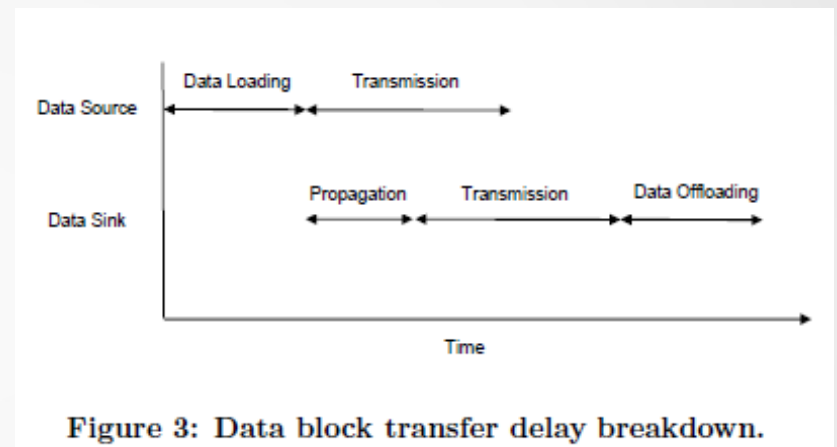 Data Loading Transmission
Data Source
Propagation Transmission Data Offloading
Data Sink
Time
Figure 3: Data block transfer delay breakdown.